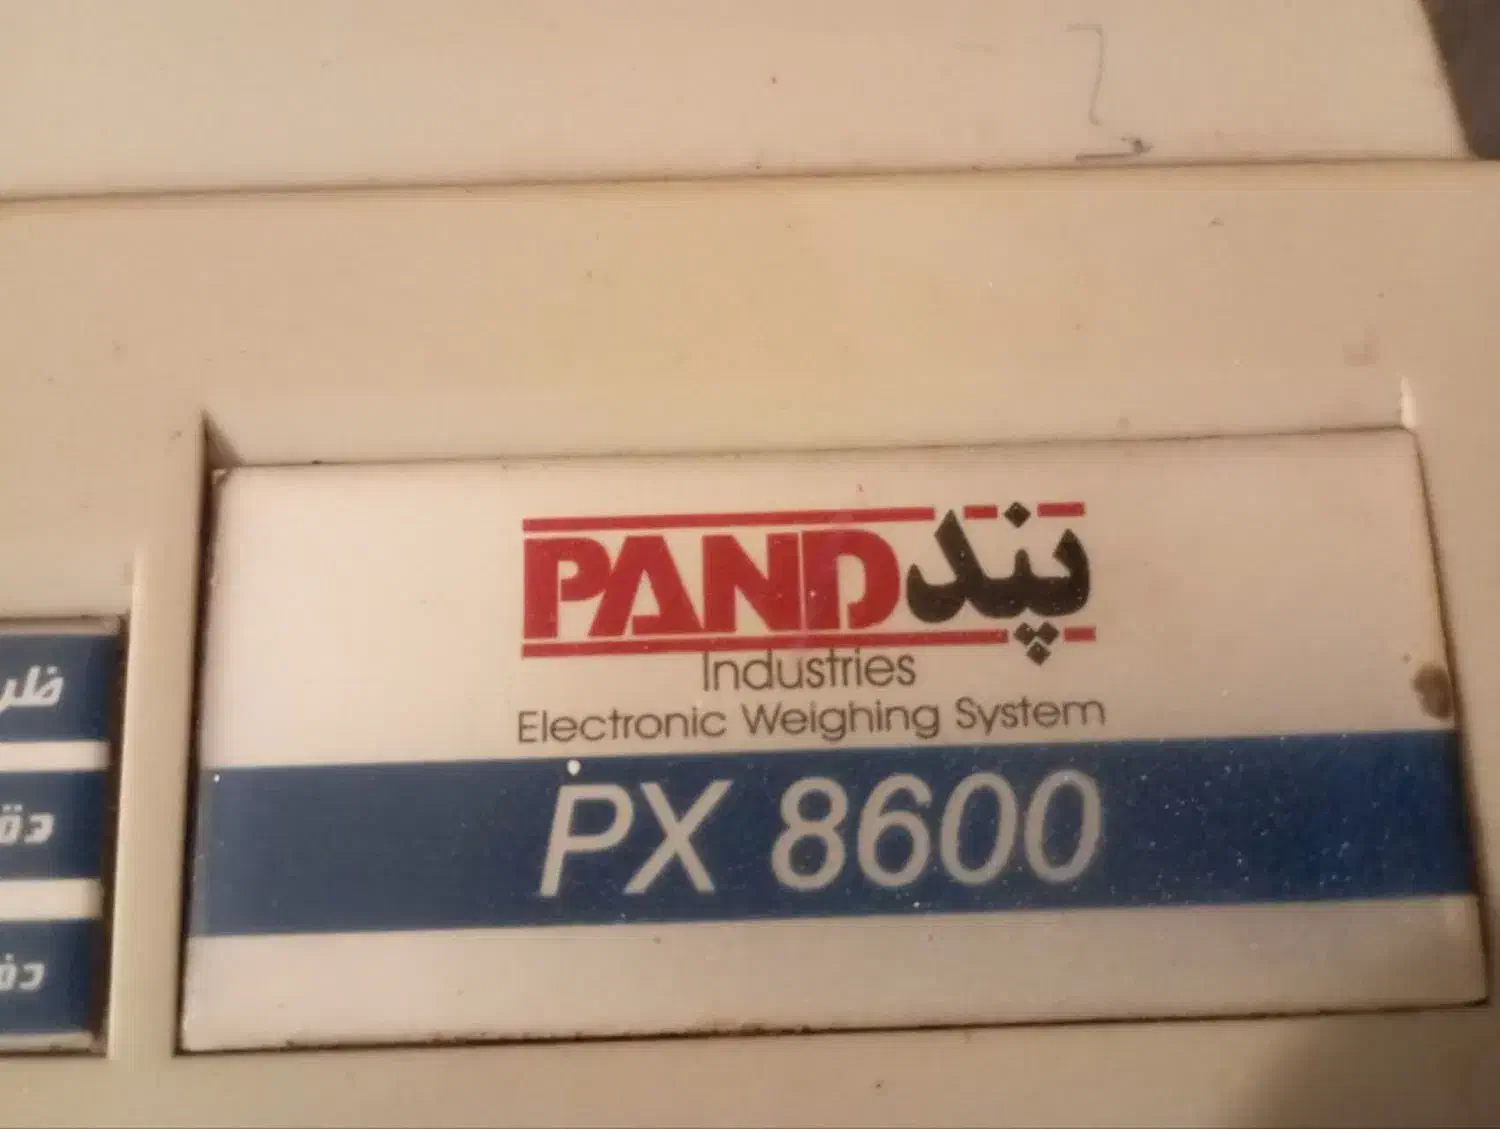 PAND پند
Industries
Electronic Weighing System
PX 8600